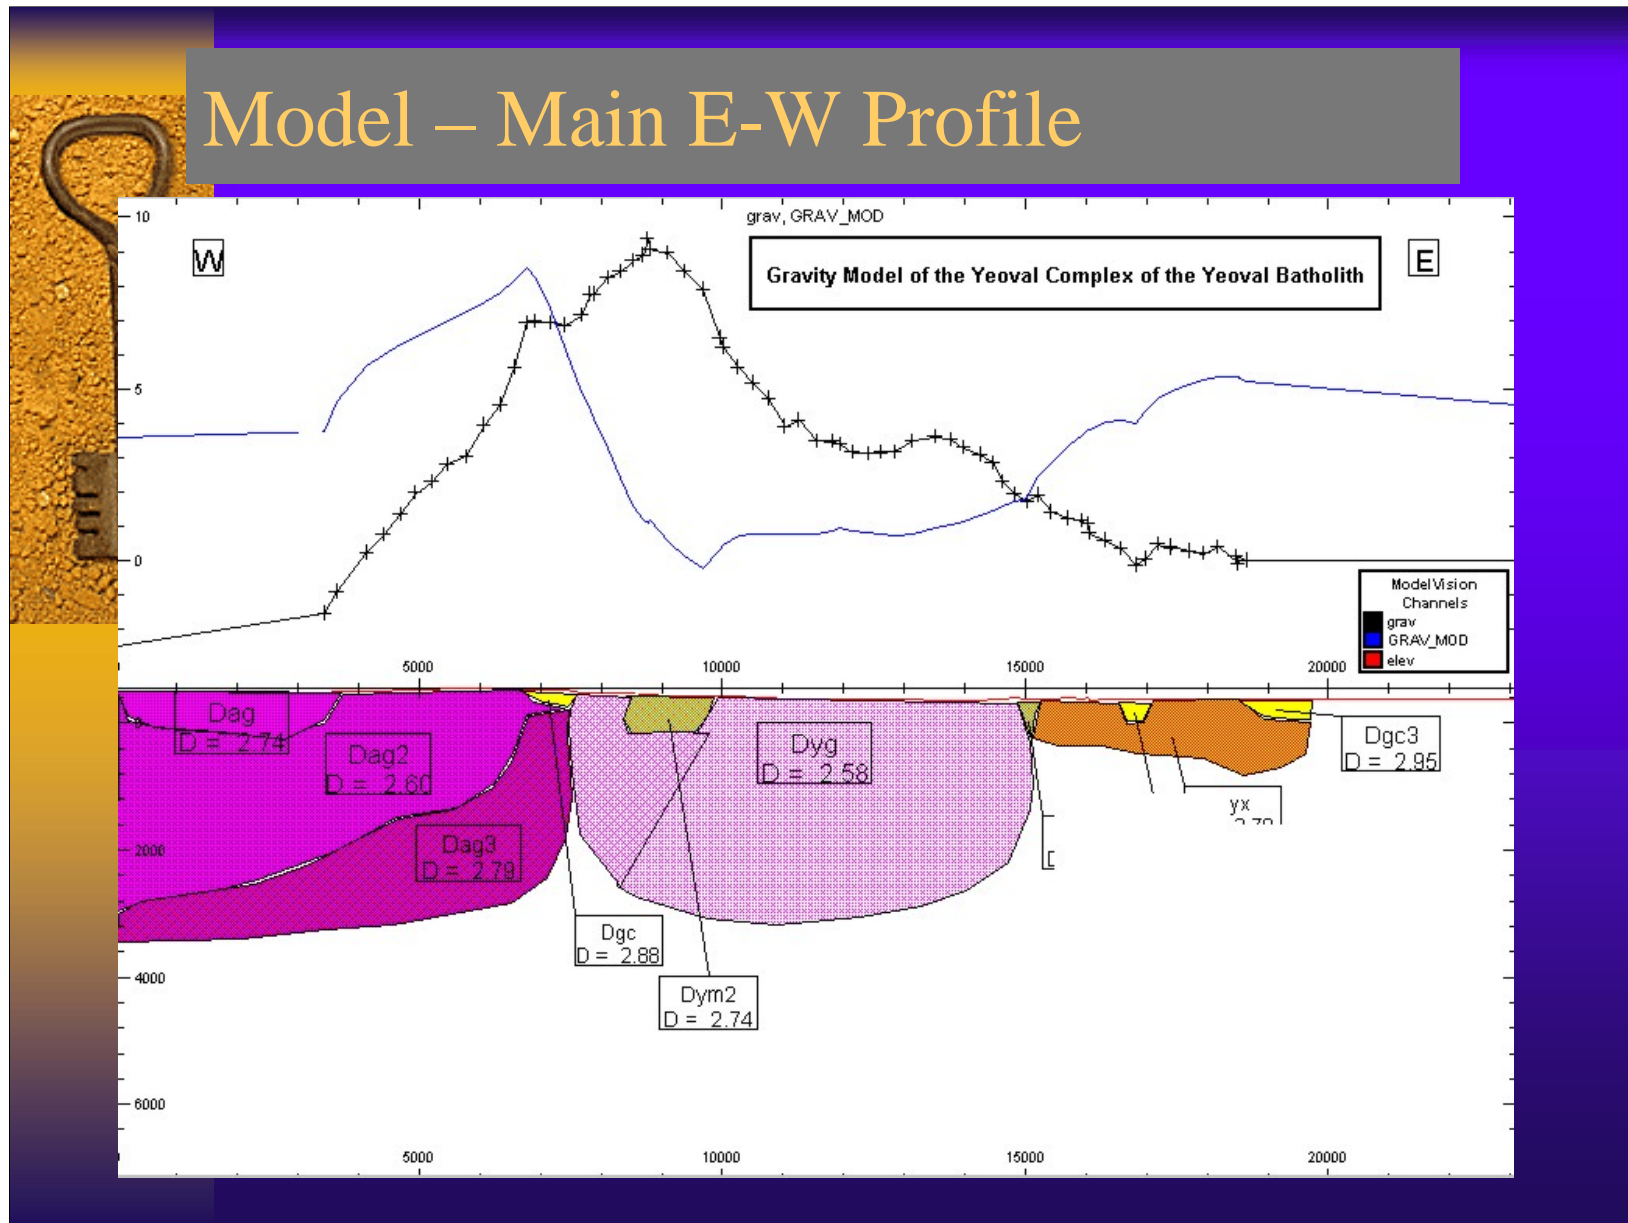 Model – Main E-W Profile
10
grav, GRAV_MOD
W
Gravity Model of the Yeoval Complex of the Yeoval Batholith
E
5
0
ModelVision
Channels
grav
GRAV_MOD
elev
5000
10000
15000
20000
Dag
D = 2.74
0
Dag2
D = 2.60
Dyg
D = 2.58
Dgc3
D = 2.95
yx
Dag3
D = 2.79
2000
Dgc
D = 2.88
4000
Dym2
D = 2.74
6000
5000
10000
15000
20000